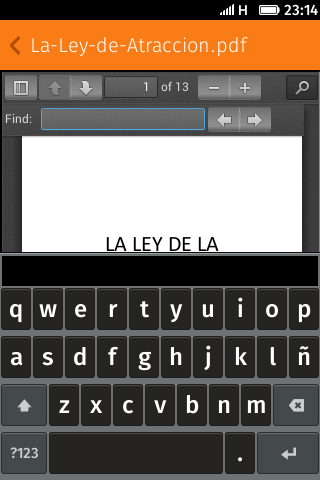 H 23:14
La-Ley-de-Atraccion.pdf
1 of 13
Find:
LA LEY DE LA
q w e r t y u i o p
a s d f g h j k l ñ
z x c v b n m
?123 .